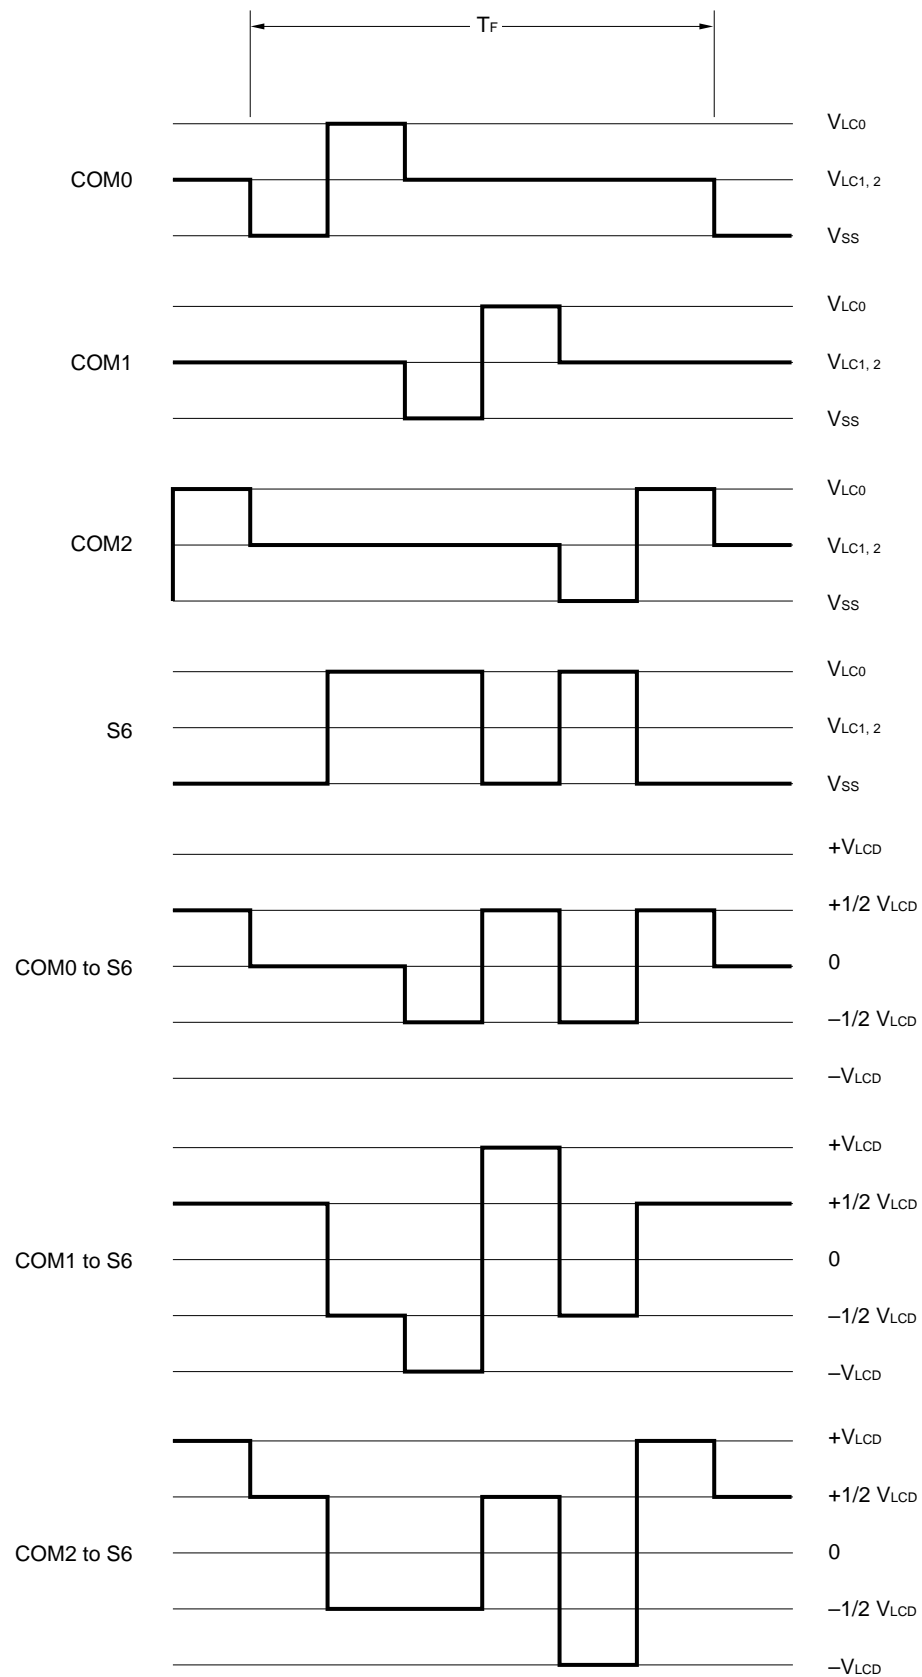 TF
VLC0
COM0
VLC1, 2
VSS
VLC0
COM1
VLC1, 2
VSS
VLC0
COM2
VLC1, 2
VSS
VLC0
S6
VLC1, 2
VSS
+VLCD
+1/2 VLCD
COM0 to S6
0
–1/2 VLCD
–VLCD
+VLCD
+1/2 VLCD
COM1 to S6
0
–1/2 VLCD
–VLCD
+VLCD
+1/2 VLCD
COM2 to S6
0
–1/2 VLCD
–VLCD